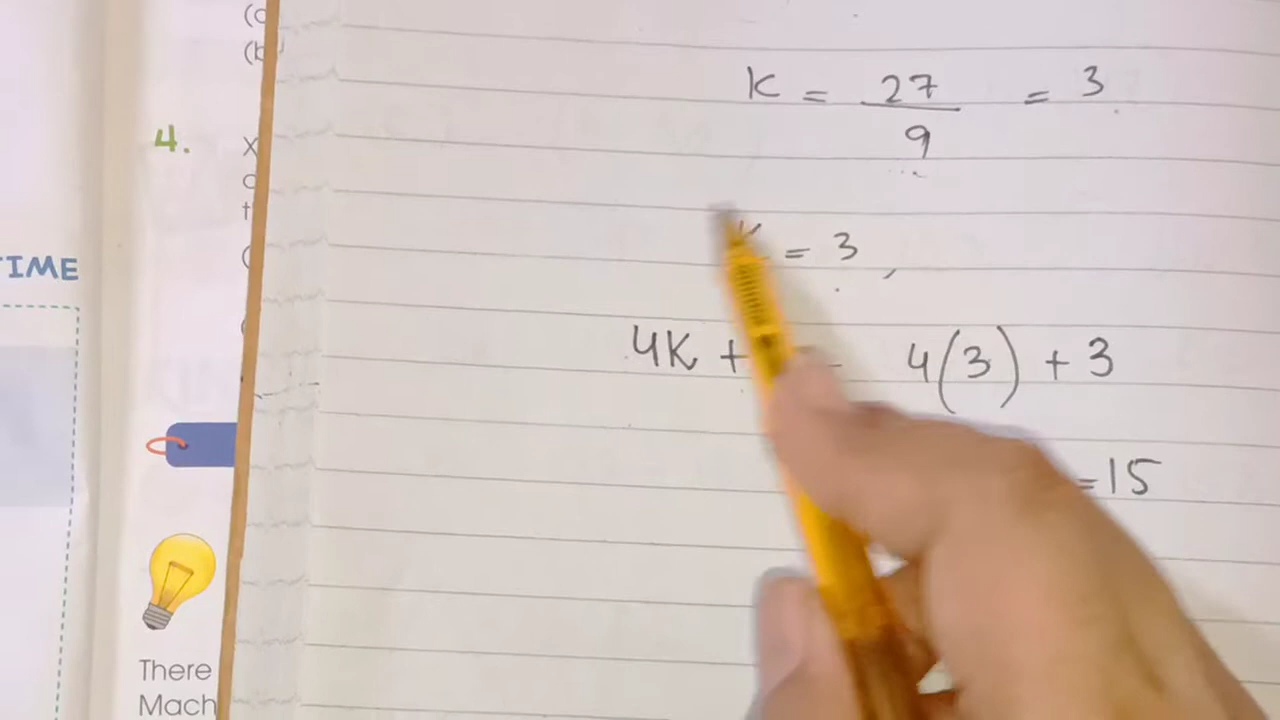 (c
(b
4.
X
TIME
There
Mach
K = 27/9 = 3
= 3,
4K + 4(3) + 3
=15